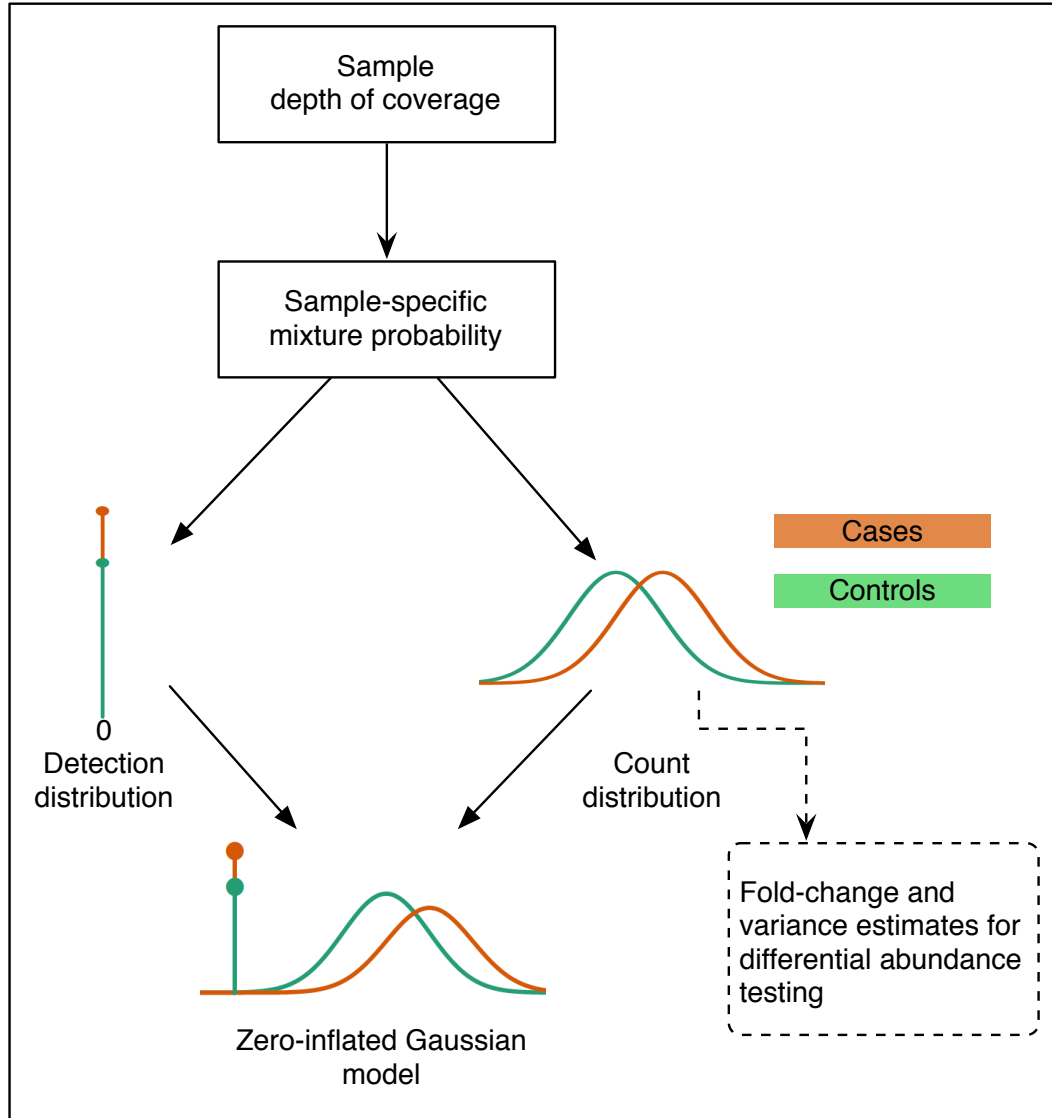 Sample
depth of coverage
Sample-specific
mixture probability
Cases
Controls
0
Detection
distribution
Count
distribution
Fold-change and
variance estimates for
differential abundance
testing
Zero-inflated Gaussian
model